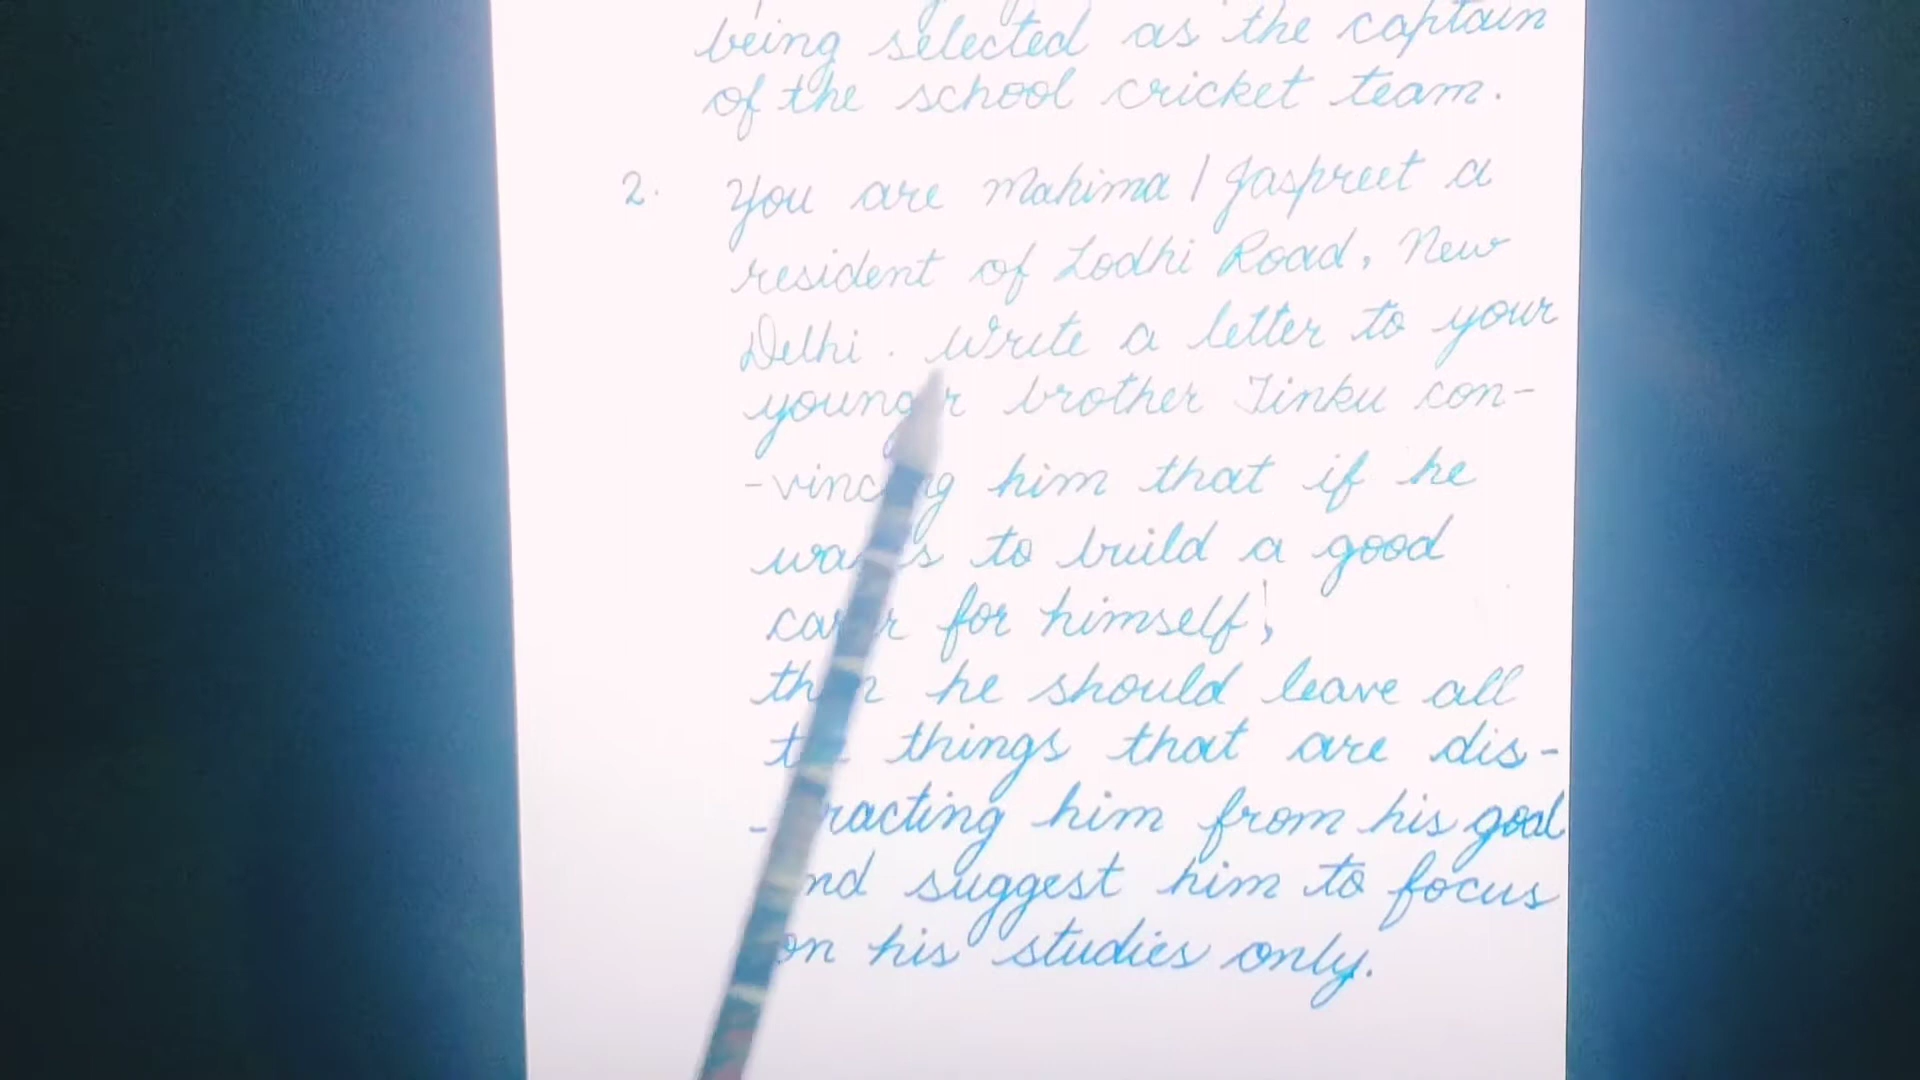 being selected as the captain
of the school cricket team.
2. You are Mahima / Jaspreet a
resident of Lodhi Road, New
Delhi. Write a letter to your
younger brother Tinku con-
-vincing him that if he
wants to build a good
career for himself,
then he should leave all
the things that are dis-
-tracting him from his goal
and suggest him to focus
on his studies only.